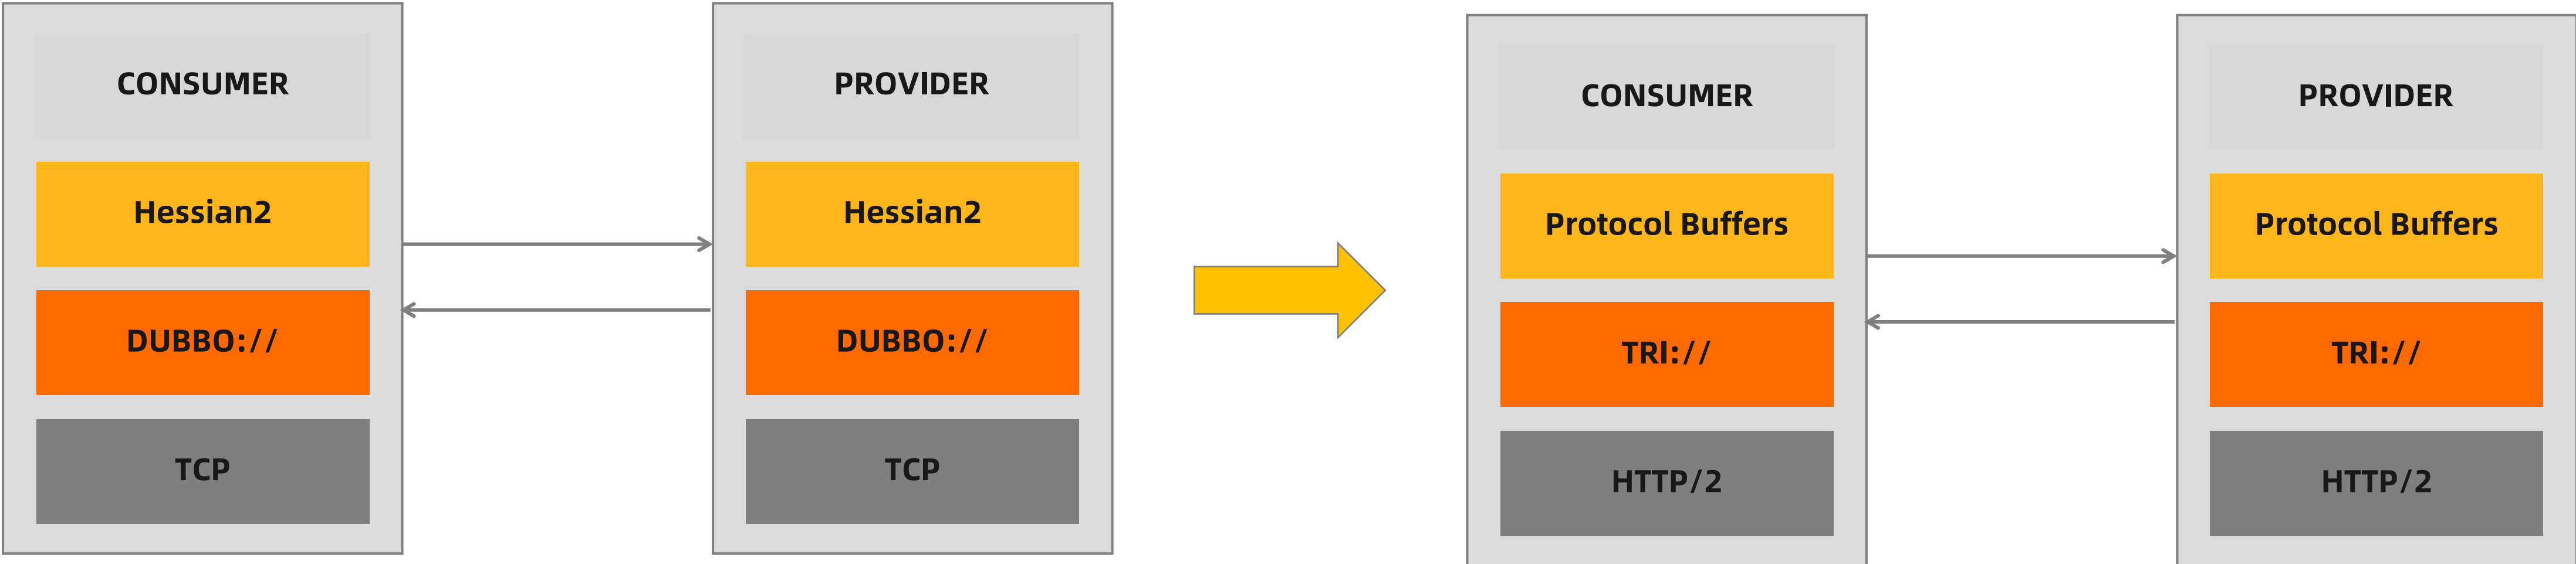 CONSUMER
Hessian2
DUBBO://
TCP
PROVIDER
Hessian2
DUBBO://
TCP
CONSUMER
Protocol Buffers
TRI://
HTTP/2
PROVIDER
Protocol Buffers
TRI://
HTTP/2